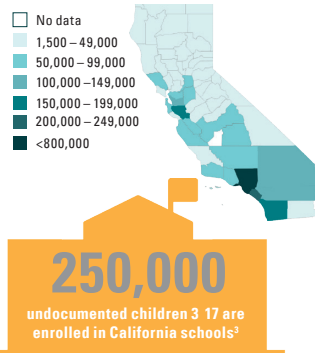 No data
1,500 – 49,000
50,000 – 99,000
100,000 –149,000
150,000 – 199,000
200,000 – 249,000
<800,000
250,000
undocumented children 3 17 are
enrolled in California schools³